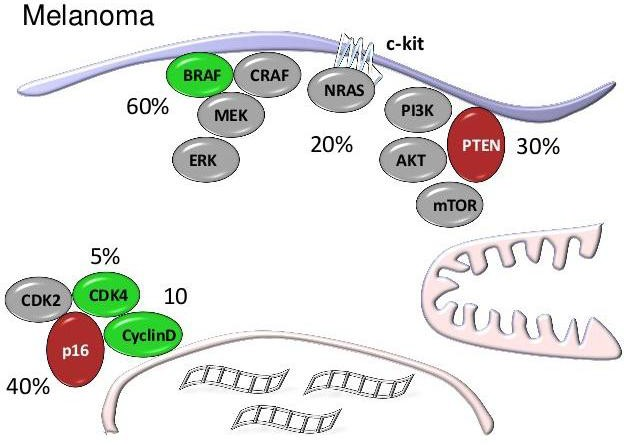 Melanoma
c-kit
BRAF
CRAF
NRAS
60%
MEK
PI3K
20%
PTEN
30%
ERK
AKT
mTOR
5%
CDK2
CDK4
10
CyclinD
p16
40%